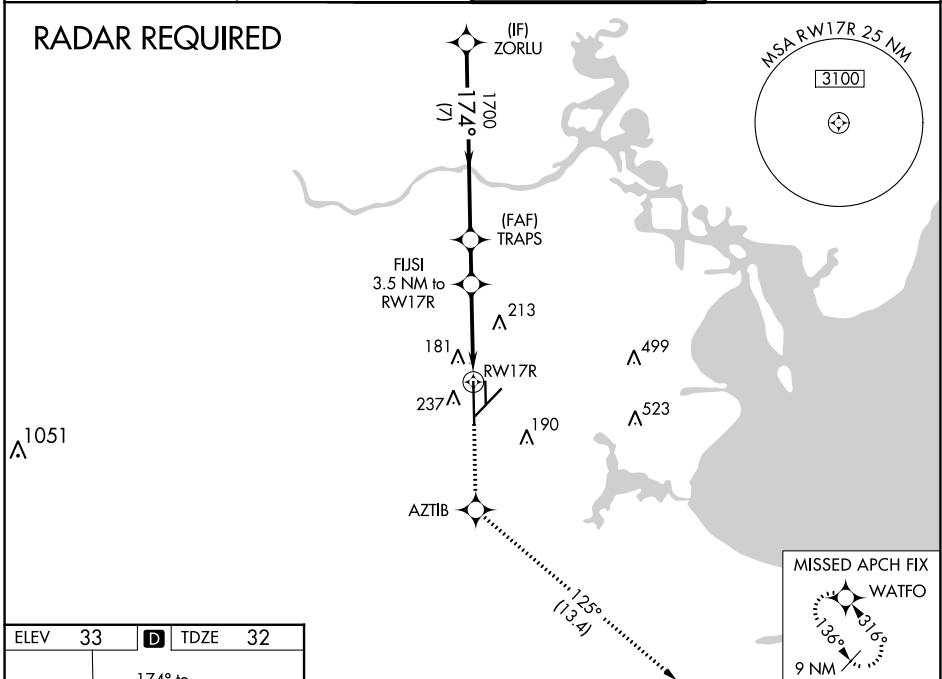 RADAR REQUIRED
(IF)
ZORLU
MSA RW17R 25 NM
3100
1700
174°
(7)
(FAF)
TRAPS
FIJSI
3.5 NM to
RW17R
213
181
499
RW17R
237
523
190
1051
AZTIB
125°
(13.4)
MISSED APCH FIX
WATFO
136°
316°
9 NM
ELEV 33 D TDZE 32
174° to